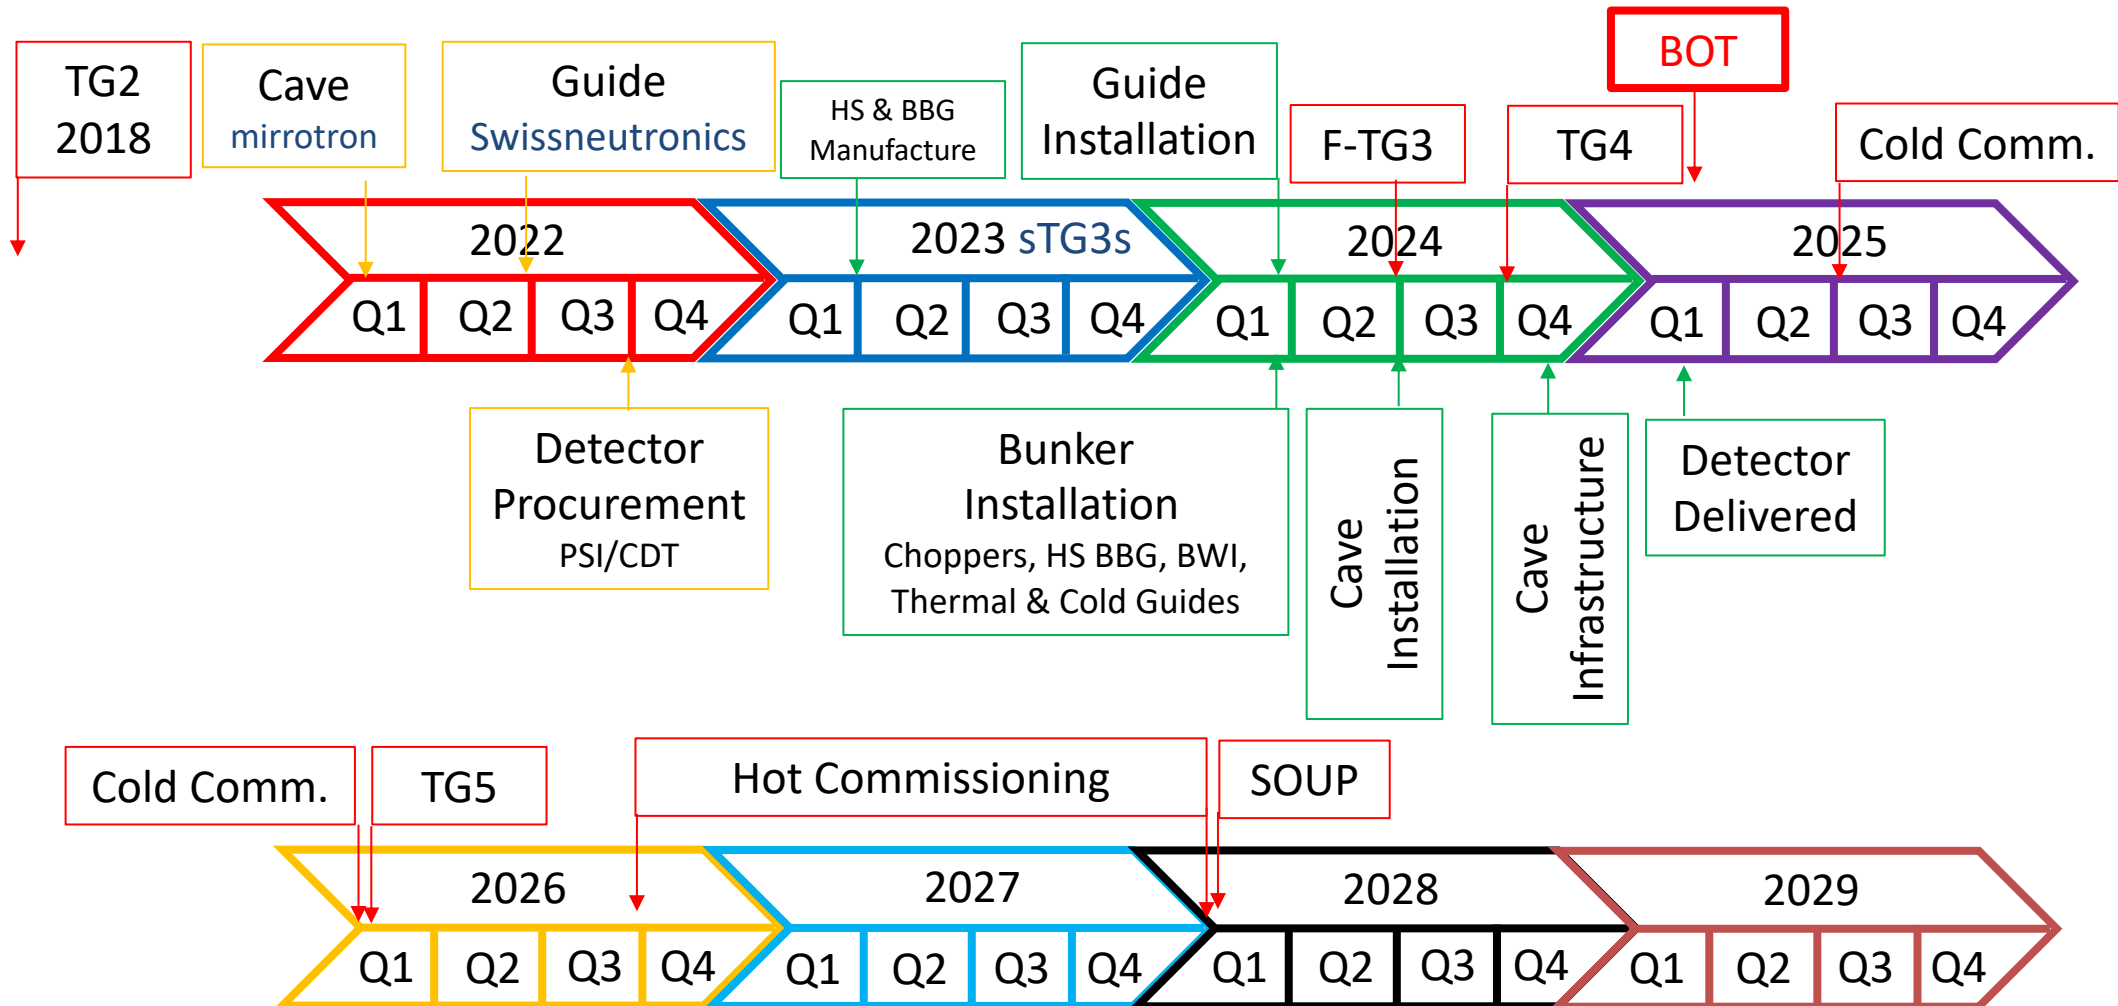 TG2
2018
Cave
mirrotron
Guide
Swissneutronics
HS & BBG
Manufacture
Guide
Installation
F-TG3
TG4
BOT
Cold Comm.
2022
2023 sTG3s
2024
2025
Q1 Q2 Q3 Q4
Q1 Q2 Q3 Q4
Q1 Q2 Q3 Q4
Q1 Q2 Q3 Q4
Detector
Procurement
PSI/CDT
Bunker
Installation
Choppers, HS BBG, BWI,
Thermal & Cold Guides
Cave
Installation
Cave
Infrastructure
Detector
Delivered
Cold Comm.
TG5
Hot Commissioning
SOUP
2026
2027
2028
2029
Q1 Q2 Q3 Q4
Q1 Q2 Q3 Q4
Q1 Q2 Q3 Q4
Q1 Q2 Q3 Q4